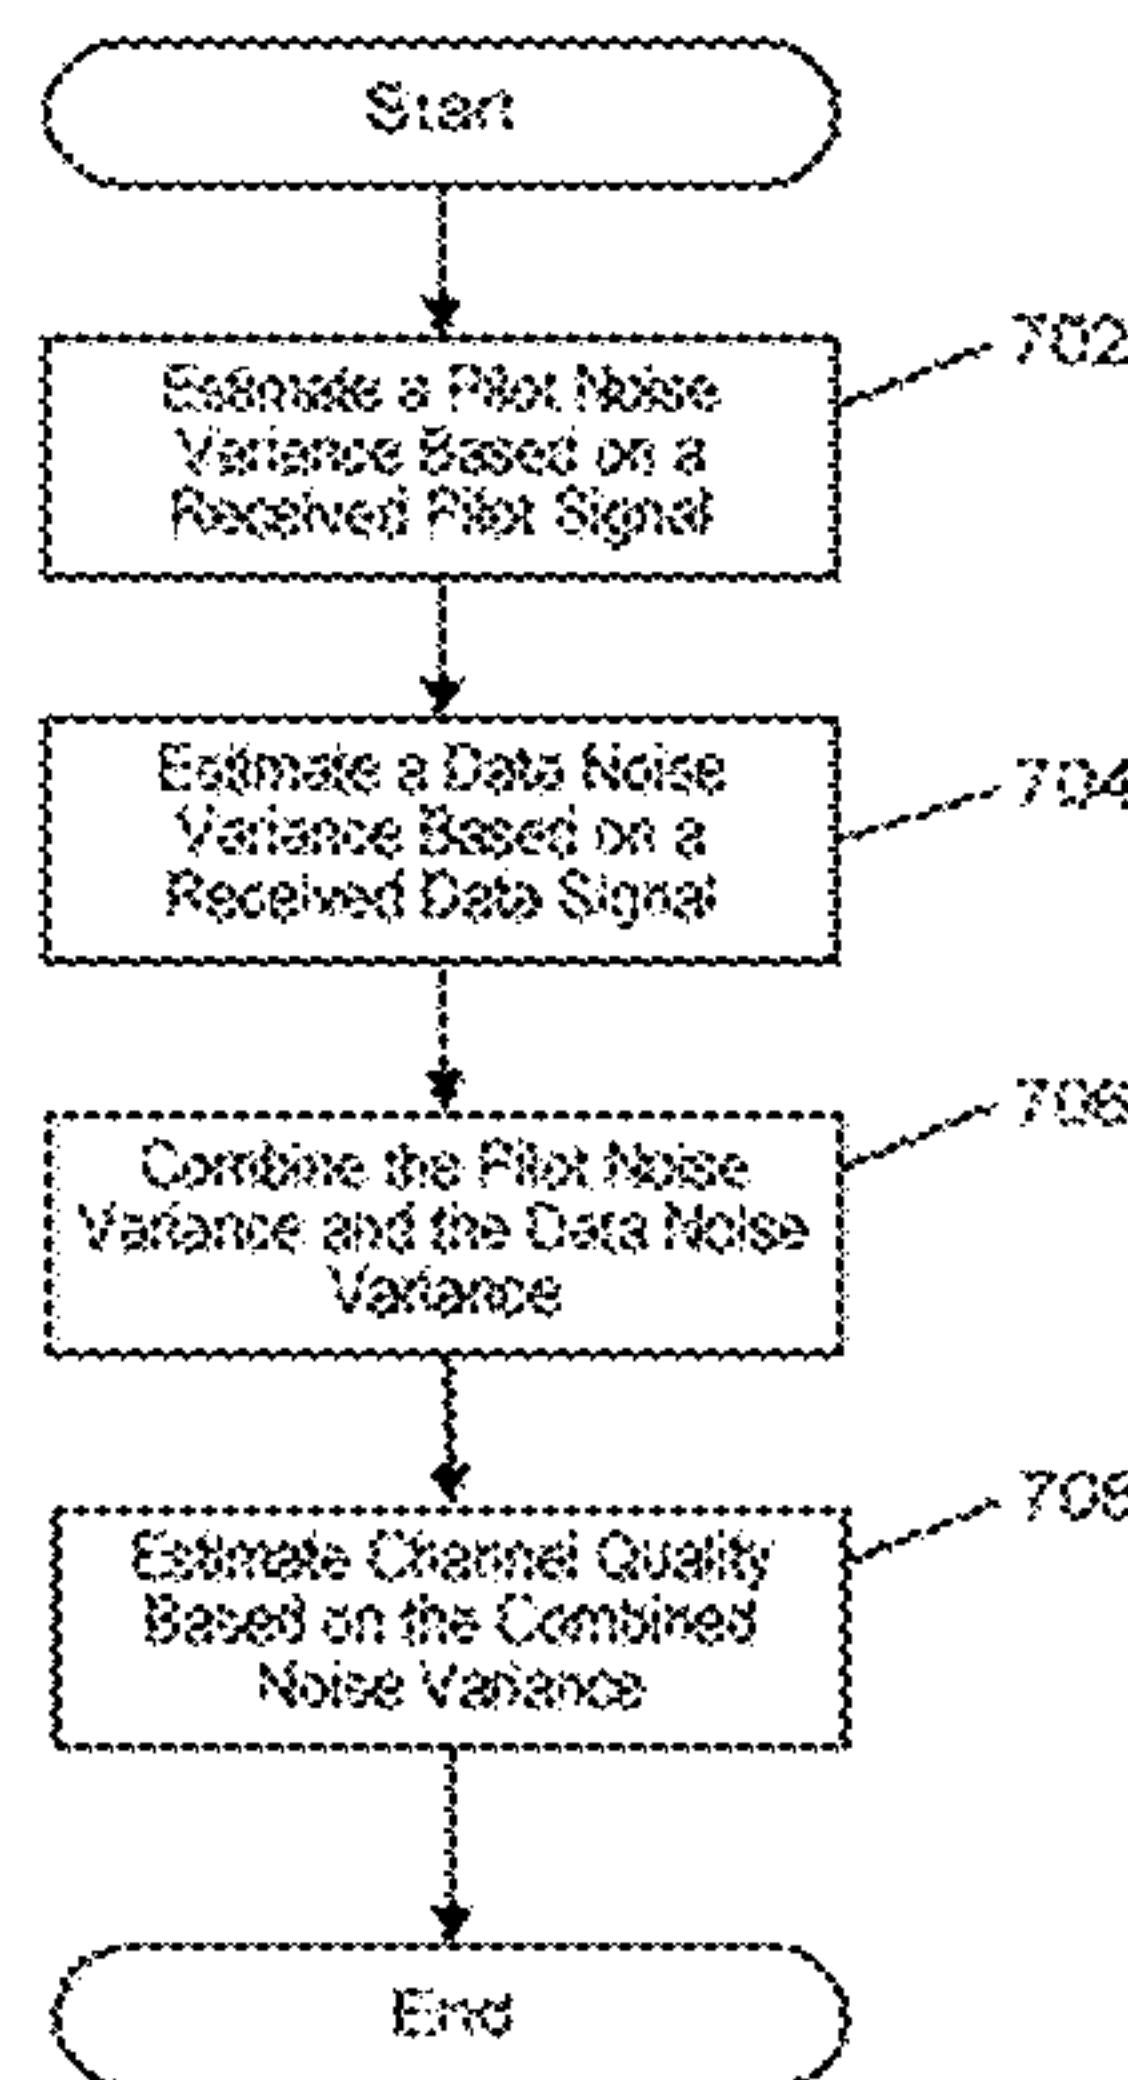 Start
702
Estimate a Pilot Noise
Variance Based on a
Received Pilot Signal
704
Estimate a Data Noise
Variance Based on a
Received Data Signal
706
Combine the Pilot Noise
Variance and the Data Noise
Variance
708
Estimate Channel Quality
Based on the Combined
Noise Variance
End